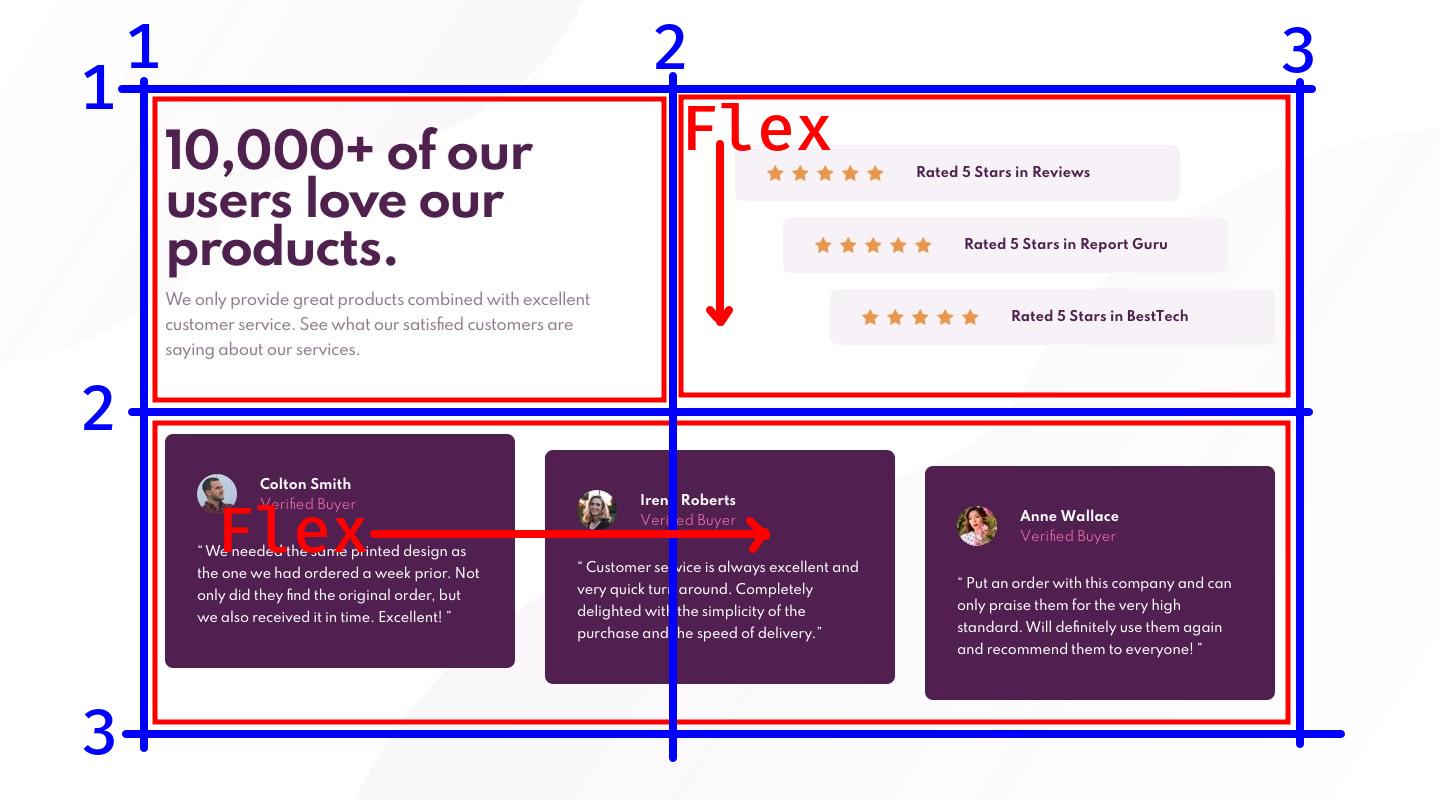 1
2
3
1
Flex
10,000+ of our
users love our
products.
We only provide great products combined with excellent
customer service. See what our satisfied customers are
saying about our services.
Rated 5 Stars in Reviews
Rated 5 Stars in Report Guru
Rated 5 Stars in BestTech
2
Colton Smith
Verified Buyer
Flex
“ We needed the same printed design as
the one we had ordered a week prior. Not
only did they find the original order, but
we also received it in time. Excellent! ”
Irene Roberts
Verified Buyer
“ Customer service is always excellent and
very quick turn around. Completely
delighted with the simplicity of the
purchase and the speed of delivery.”
Anne Wallace
Verified Buyer
“ Put an order with this company and can
only praise them for the very high
standard. Will definitely use them again
and recommend them to everyone! ”
3